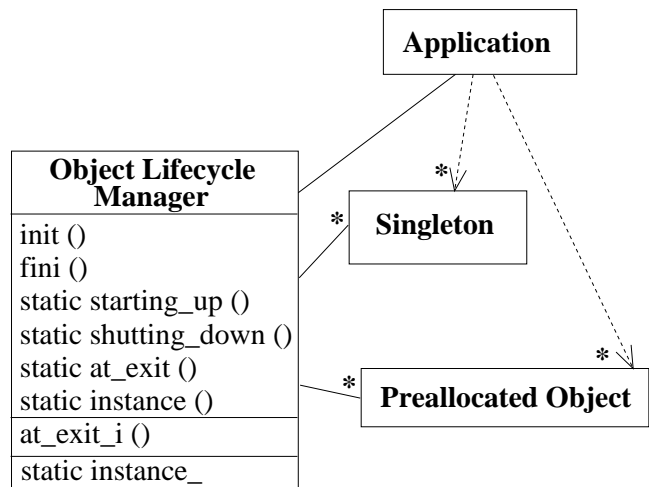 Application
Object Lifecycle
Manager
init ()
fini ()
static starting_up ()
static shutting_down ()
static at_exit ()
static instance ()
at_exit_i ()
static instance_
*
Singleton
*
*
Preallocated Object
*